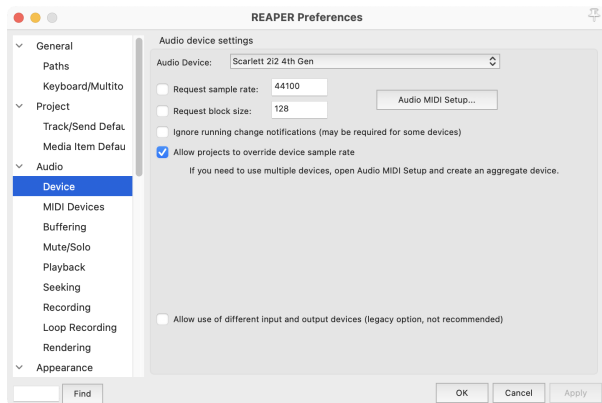 REAPER Preferences
General
Paths
Keyboard/Multito
Project
Track/Send Defau
Media Item Defau
Audio
Device
MIDI Devices
Buffering
Mute/Solo
Playback
Seeking
Recording
Loop Recording
Rendering
Appearance
Find
Audio device settings
Audio Device: Scarlett 2i2 4th Gen
Request sample rate: 44100
Request block size: 128
Audio MIDI Setup...
Ignore running change notifications (may be required for some devices)
Allow projects to override device sample rate
If you need to use multiple devices, open Audio MIDI Setup and create an aggregate device.
Allow use of different input and output devices (legacy option, not recommended)
OK Cancel Apply